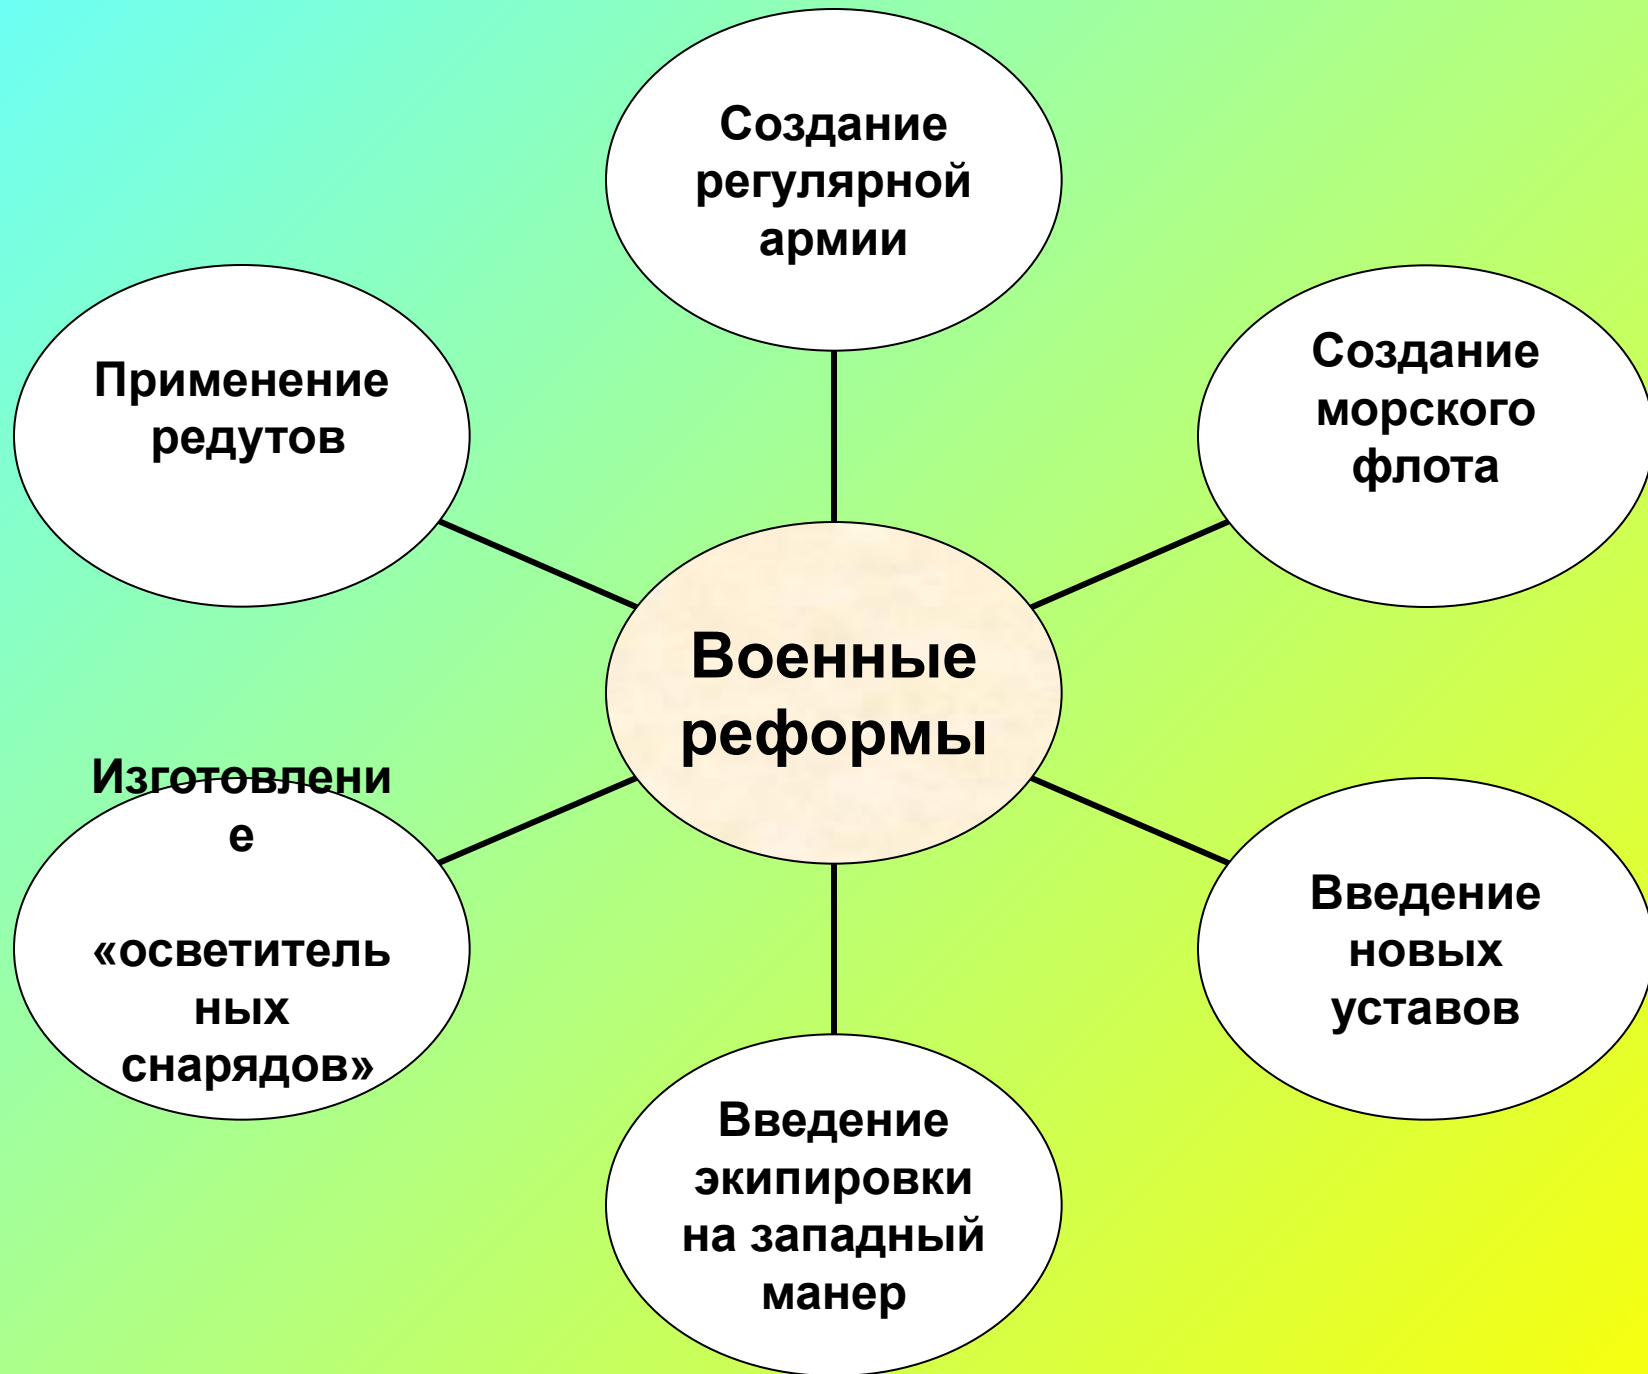 Создание
регулярной
армии
Применение
редутов
Создание
морского
флота
Военные
реформы
Изготовлени
е
«осветитель
ных
снарядов»
Введение
новых
уставов
Введение
экипировки
на западный
манер